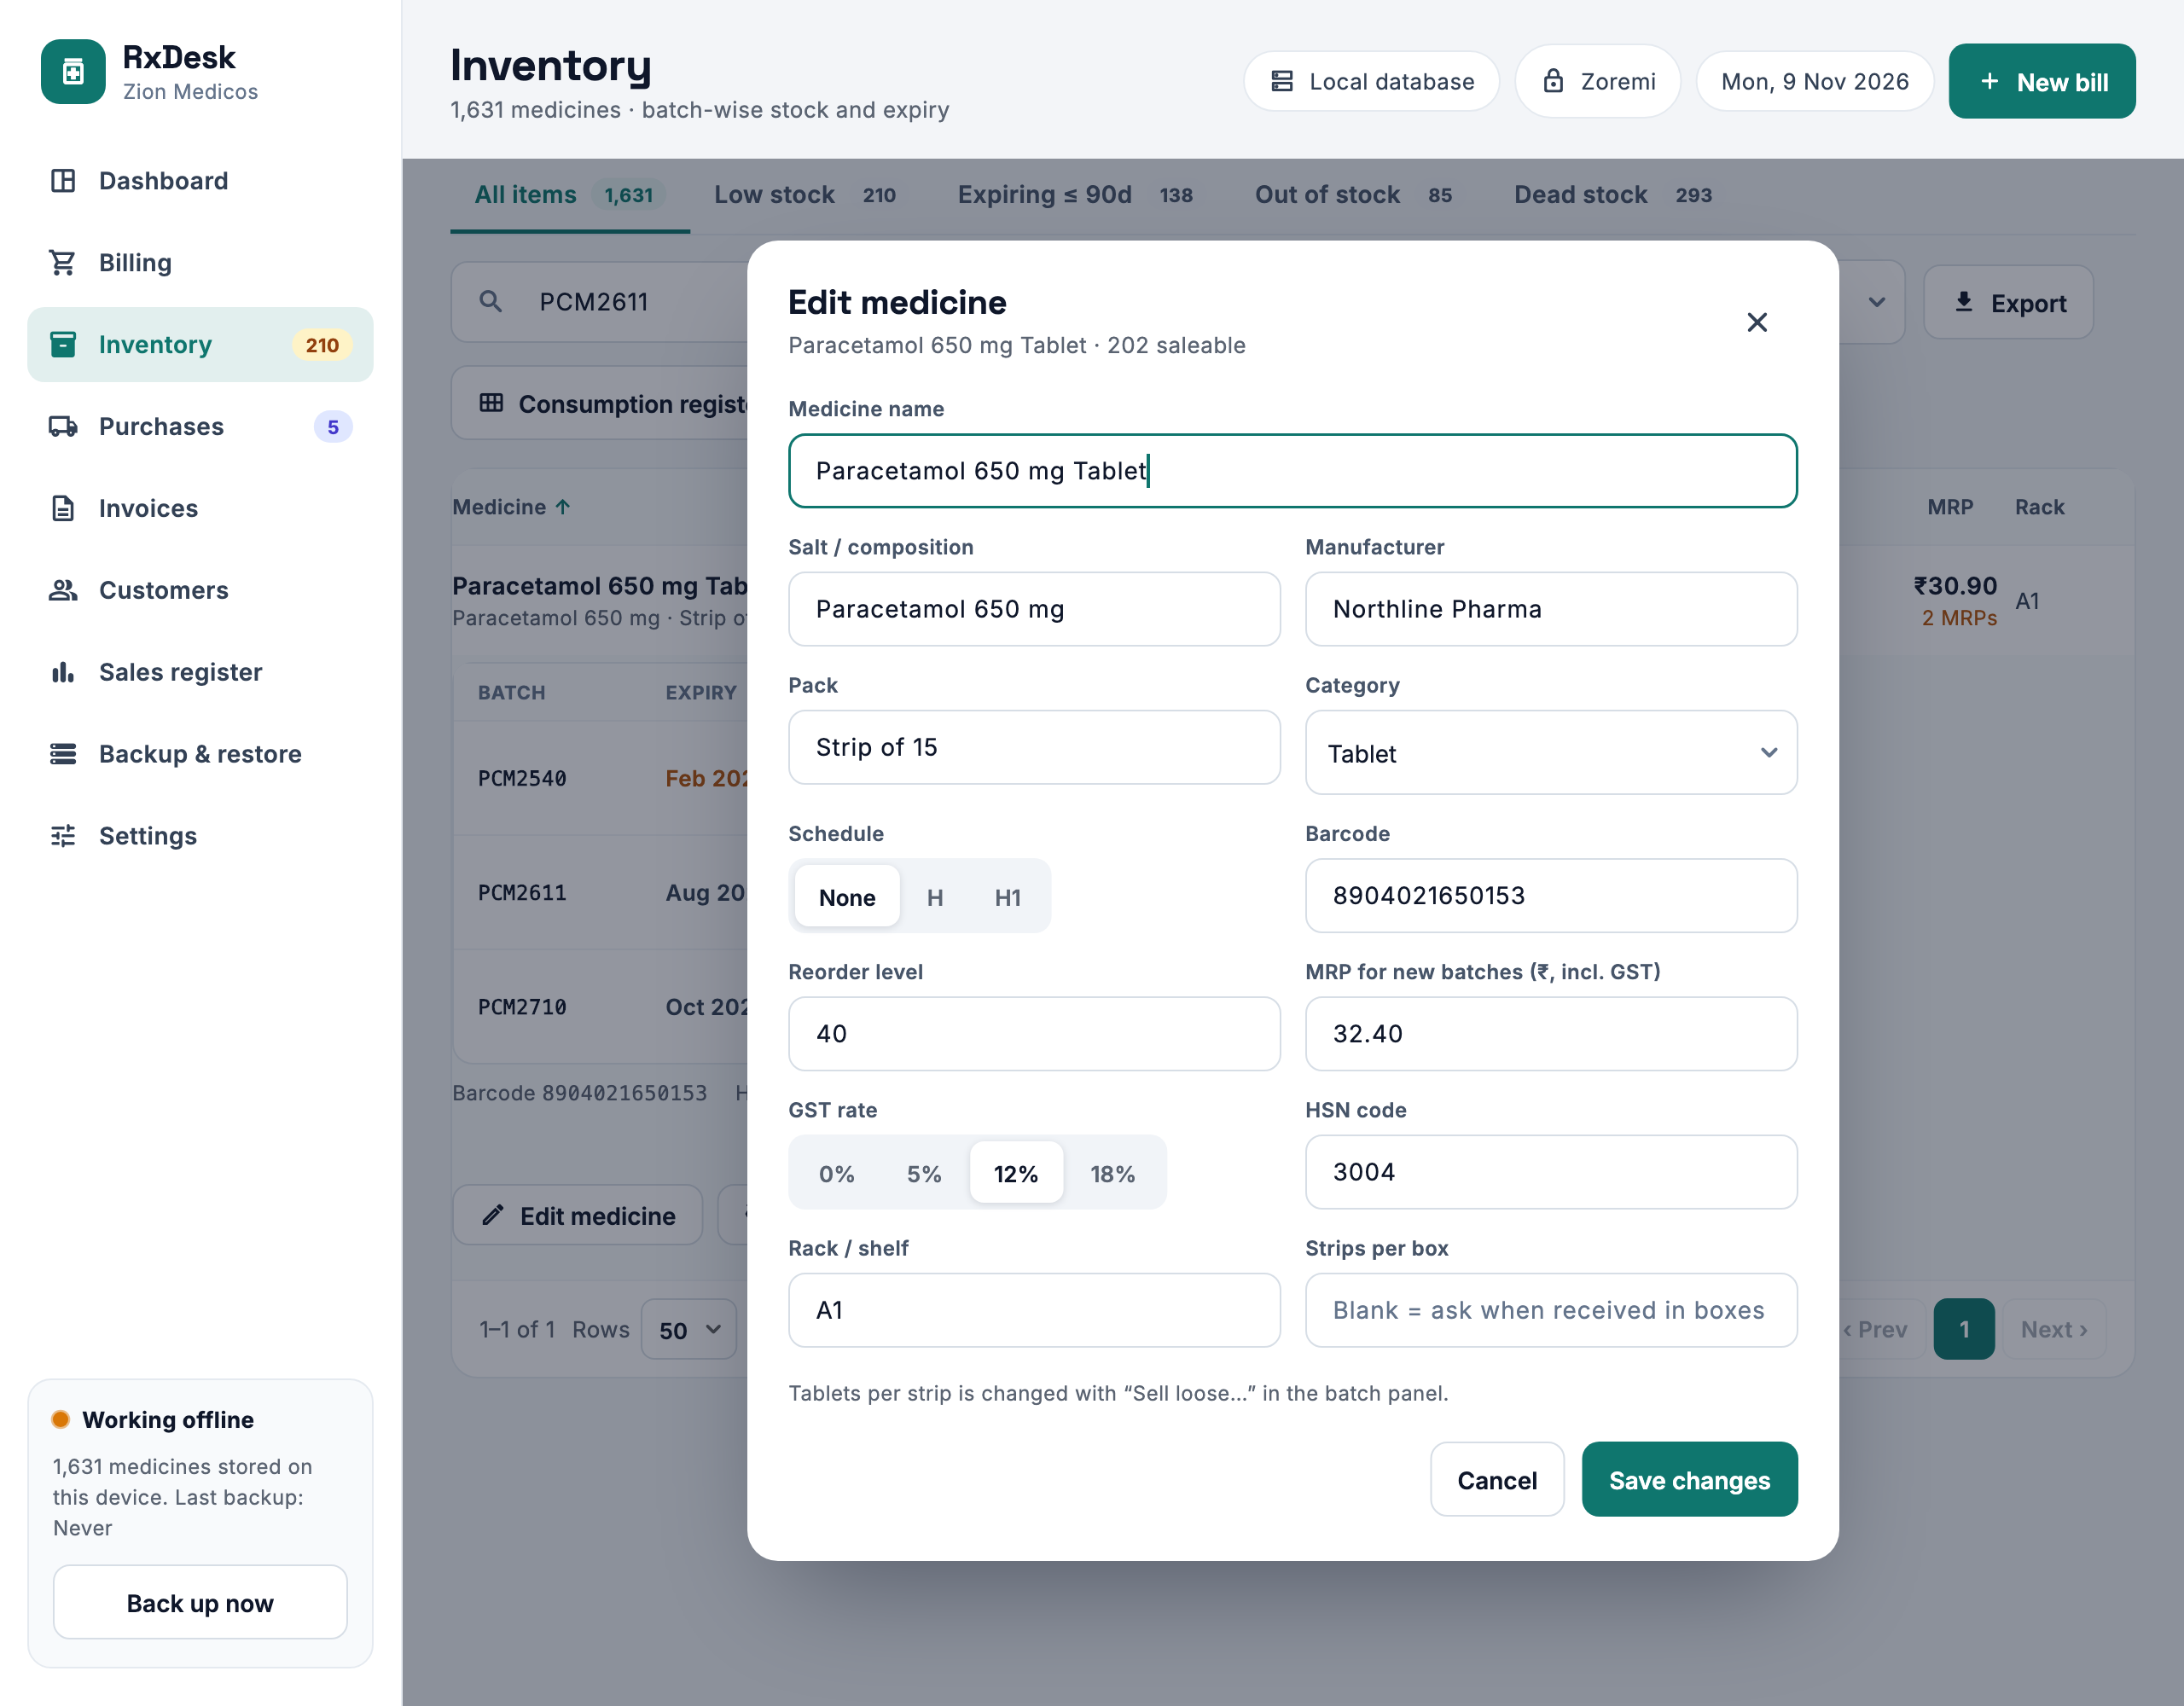 RxDesk
Zion Medicos
Dashboard
Billing
Inventory 210
Purchases 5
Invoices
Customers
Sales register
Backup & restore
Settings
Working offline
1,631 medicines stored on
this device. Last backup:
Never
Back up now
Inventory
1,631 medicines · batch-wise stock and expiry
Local database
Zoremi
Mon, 9 Nov 2026
+ New bill
All items 1,631 Low stock 210 Expiring ≤ 90d 138 Out of stock 85 Dead stock 293
PCM2611
Export
Consumption
Medicine ↑ MRP Rack
Paracetamol 650 mg
₹30.90 A1
Paracetamol 650 mg · Strip
2 MRPs
BATCH EXPIRY
PCM2540 Feb
PCM2611 Aug
PCM2710 Oct
Barcode 8904021650153
Edit medicine
1–1 of 1 Rows 50
‹ Prev 1 Next ›
Edit medicine
Paracetamol 650 mg Tablet · 202 saleable
Medicine name
Paracetamol 650 mg Tablet
Salt / composition Manufacturer
Paracetamol 650 mg Northline Pharma
Pack Category
Strip of 15 Tablet
Schedule Barcode
None H H1 8904021650153
Reorder level MRP for new batches (₹, incl. GST)
40 32.40
GST rate HSN code
0% 5% 12% 18% 3004
Rack / shelf Strips per box
A1 Blank = ask when received in boxes
Tablets per strip is changed with “Sell loose…” in the batch panel.
Cancel Save changes